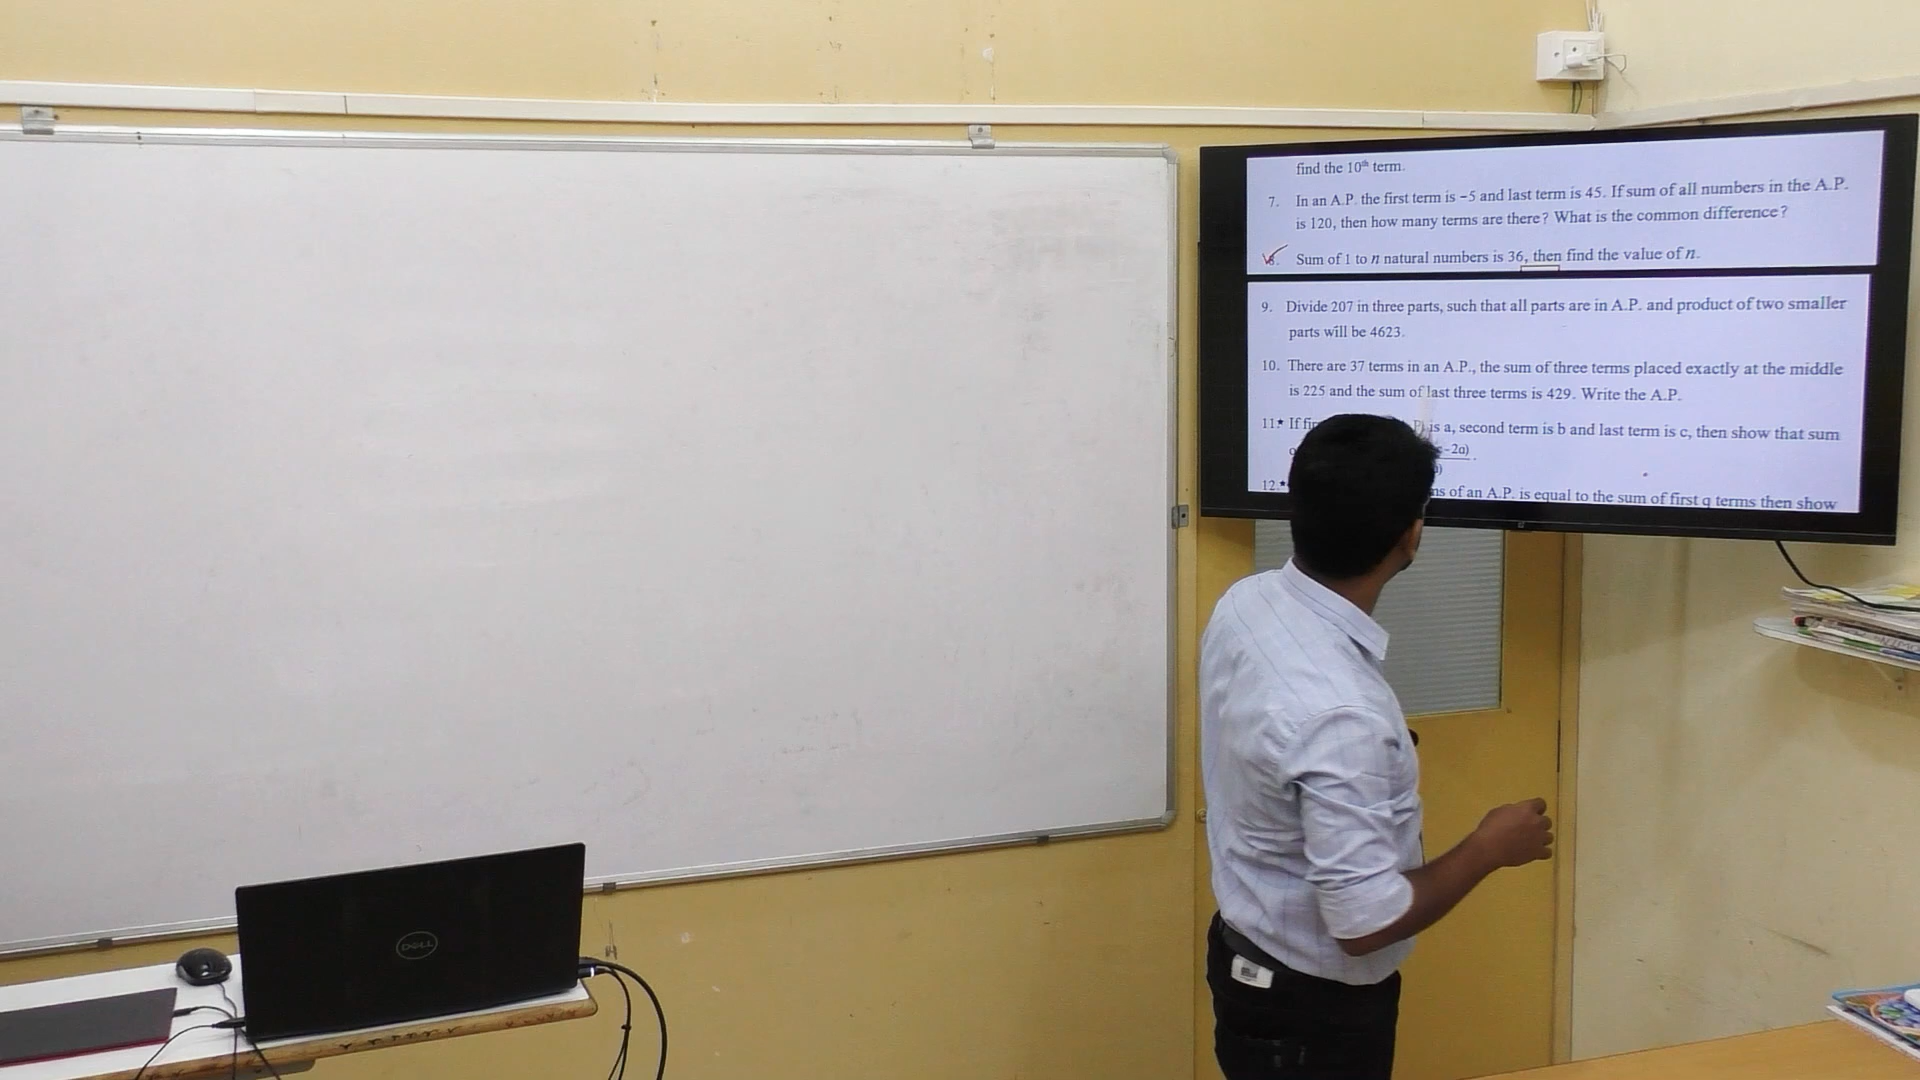 find the 10th term.
7. In an A.P. the first term is –5 and last term is 45. If sum of all numbers in the A.P.
is 120, then how many terms are there? What is the common difference?
8. Sum of 1 to n natural numbers is 36, then find the value of n.
9. Divide 207 in three parts, such that all parts are in A.P. and product of two smaller
parts will be 4623.
10. There are 37 terms in an A.P., the sum of three terms placed exactly at the middle
is 225 and the sum of last three terms is 429. Write the A.P.
11★ If is a, second term is b and last term is c, then show that sum
–2a)
12★ of an A.P. is equal to the sum of first q terms then show
DELL